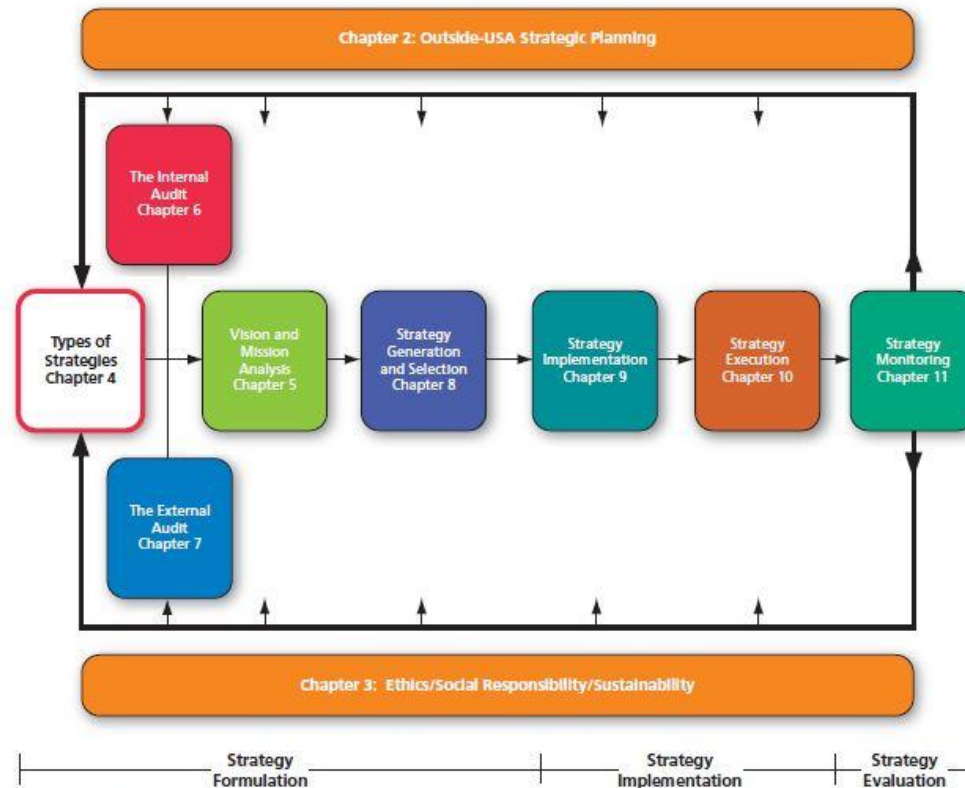 Chapter 2: Outside-USA Strategic Planning
The Internal
Audit
Chapter 6
Types of
Strategies
Chapter 4
Vision and
Mission
Analysis
Chapter 5
Strategy
Generation
and Selection
Chapter 8
Strategy
Implementation
Chapter 9
Strategy
Execution
Chapter 10
Strategy
Monitoring
Chapter 11
The External
Audit
Chapter 7
Chapter 3: Ethics/Social Responsibility/Sustainability
Strategy
Formulation
Strategy
Implementation
Strategy
Evaluation